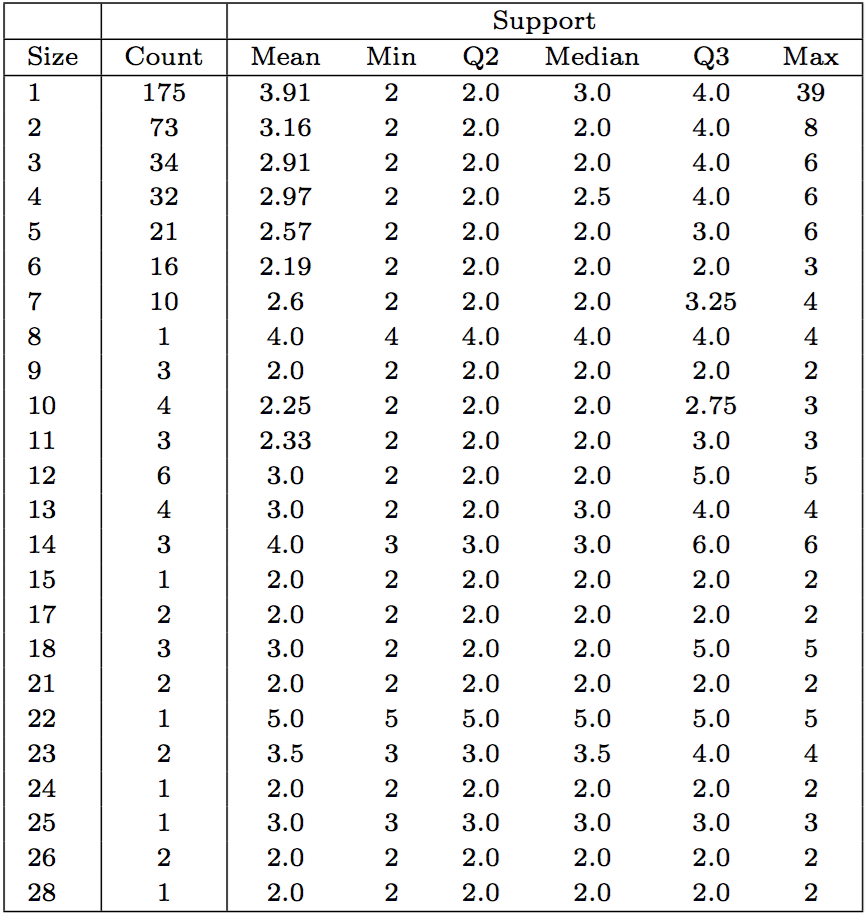 Support
Size Count Mean Min Q2 Median Q3 Max
1 175 3.91 2 2.0 3.0 4.0 39
2 73 3.16 2 2.0 2.0 4.0 8
3 34 2.91 2 2.0 2.0 4.0 6
4 32 2.97 2 2.0 2.5 4.0 6
5 21 2.57 2 2.0 2.0 3.0 6
6 16 2.19 2 2.0 2.0 2.0 3
7 10 2.6 2 2.0 2.0 3.25 4
8 1 4.0 4 4.0 4.0 4.0 4
9 3 2.0 2 2.0 2.0 2.0 2
10 4 2.25 2 2.0 2.0 2.75 3
11 3 2.33 2 2.0 2.0 3.0 3
12 6 3.0 2 2.0 2.0 5.0 5
13 4 3.0 2 2.0 3.0 4.0 4
14 3 4.0 3 3.0 3.0 6.0 6
15 1 2.0 2 2.0 2.0 2.0 2
17 2 2.0 2 2.0 2.0 2.0 2
18 3 3.0 2 2.0 2.0 5.0 5
21 2 2.0 2 2.0 2.0 2.0 2
22 1 5.0 5 5.0 5.0 5.0 5
23 2 3.5 3 3.0 3.5 4.0 4
24 1 2.0 2 2.0 2.0 2.0 2
25 1 3.0 3 3.0 3.0 3.0 3
26 2 2.0 2 2.0 2.0 2.0 2
28 1 2.0 2 2.0 2.0 2.0 2